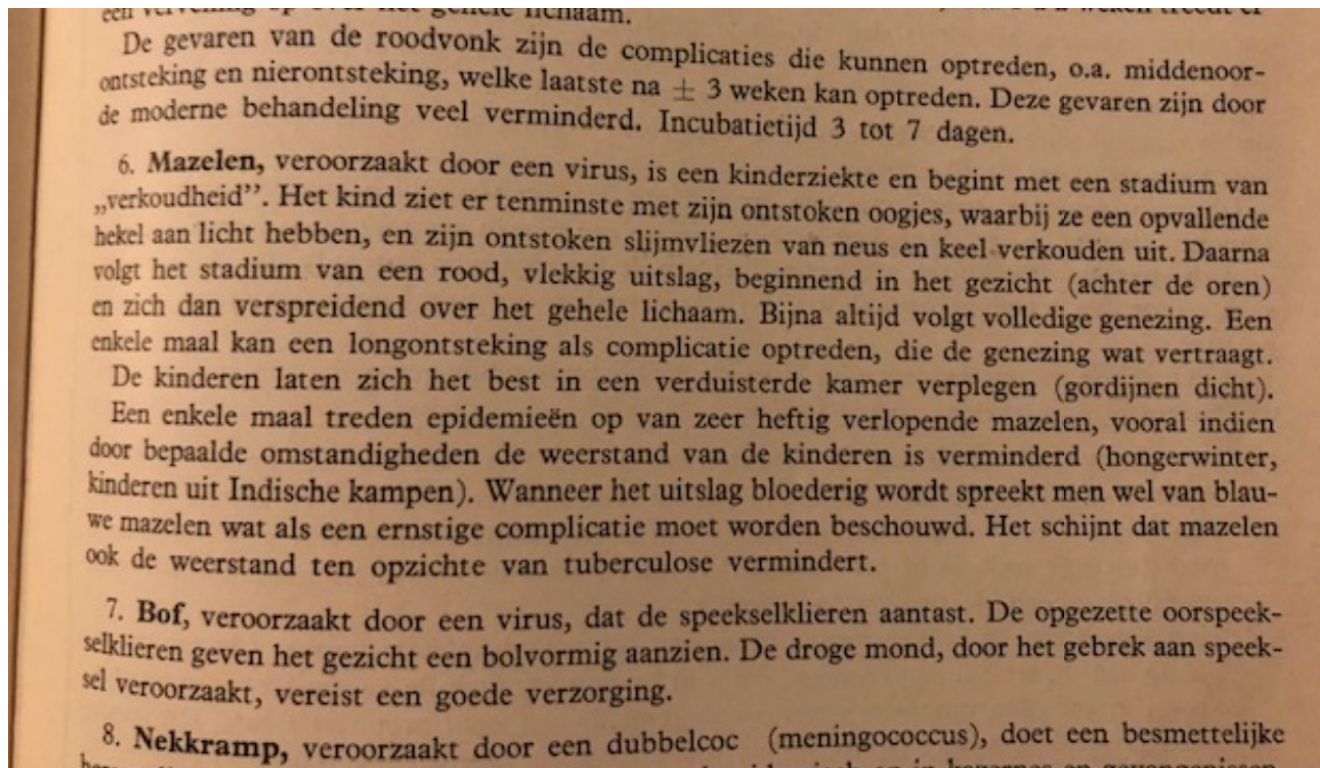 op over het gehele lichaam.
De gevaren van de roodvonk zijn de complicaties die kunnen optreden, o.a. middenoor-
ontsteking en nierontsteking, welke laatste na ± 3 weken kan optreden. Deze gevaren zijn door
de moderne behandeling veel verminderd. Incubatietijd 3 tot 7 dagen.
6. Mazelen, veroorzaakt door een virus, is een kinderziekte en begint met een stadium van
„verkoudheid”. Het kind ziet er tenminste met zijn ontstoken oogjes, waarbij ze een opvallende
hekel aan licht hebben, en zijn ontstoken slijmvliezen van neus en keel verkouden uit. Daarna
volgt het stadium van een rood, vlekkig uitslag, beginnend in het gezicht (achter de oren)
en zich dan verspreidend over het gehele lichaam. Bijna altijd volgt volledige genezing. Een
enkele maal kan een longontsteking als complicatie optreden, die de genezing wat vertraagt.
De kinderen laten zich het best in een verduisterde kamer verplegen (gordijnen dicht).
Een enkele maal treden epidemieën op van zeer heftig verlopende mazelen, vooral indien
door bepaalde omstandigheden de weerstand van de kinderen is verminderd (hongerwinter,
kinderen uit Indische kampen). Wanneer het uitslag bloederig wordt spreekt men wel van blau-
we mazelen wat als een ernstige complicatie moet worden beschouwd. Het schijnt dat mazelen
ook de weerstand ten opzichte van tuberculose vermindert.
7. Bof, veroorzaakt door een virus, dat de speekselklieren aantast. De opgezette oorspeek-
selklieren geven het gezicht een bolvormig aanzien. De droge mond, door het gebrek aan speek-
sel veroorzaakt, vereist een goede verzorging.
8. Nekkramp, veroorzaakt door een dubbelcoc (meningococcus), doet een besmettelijke